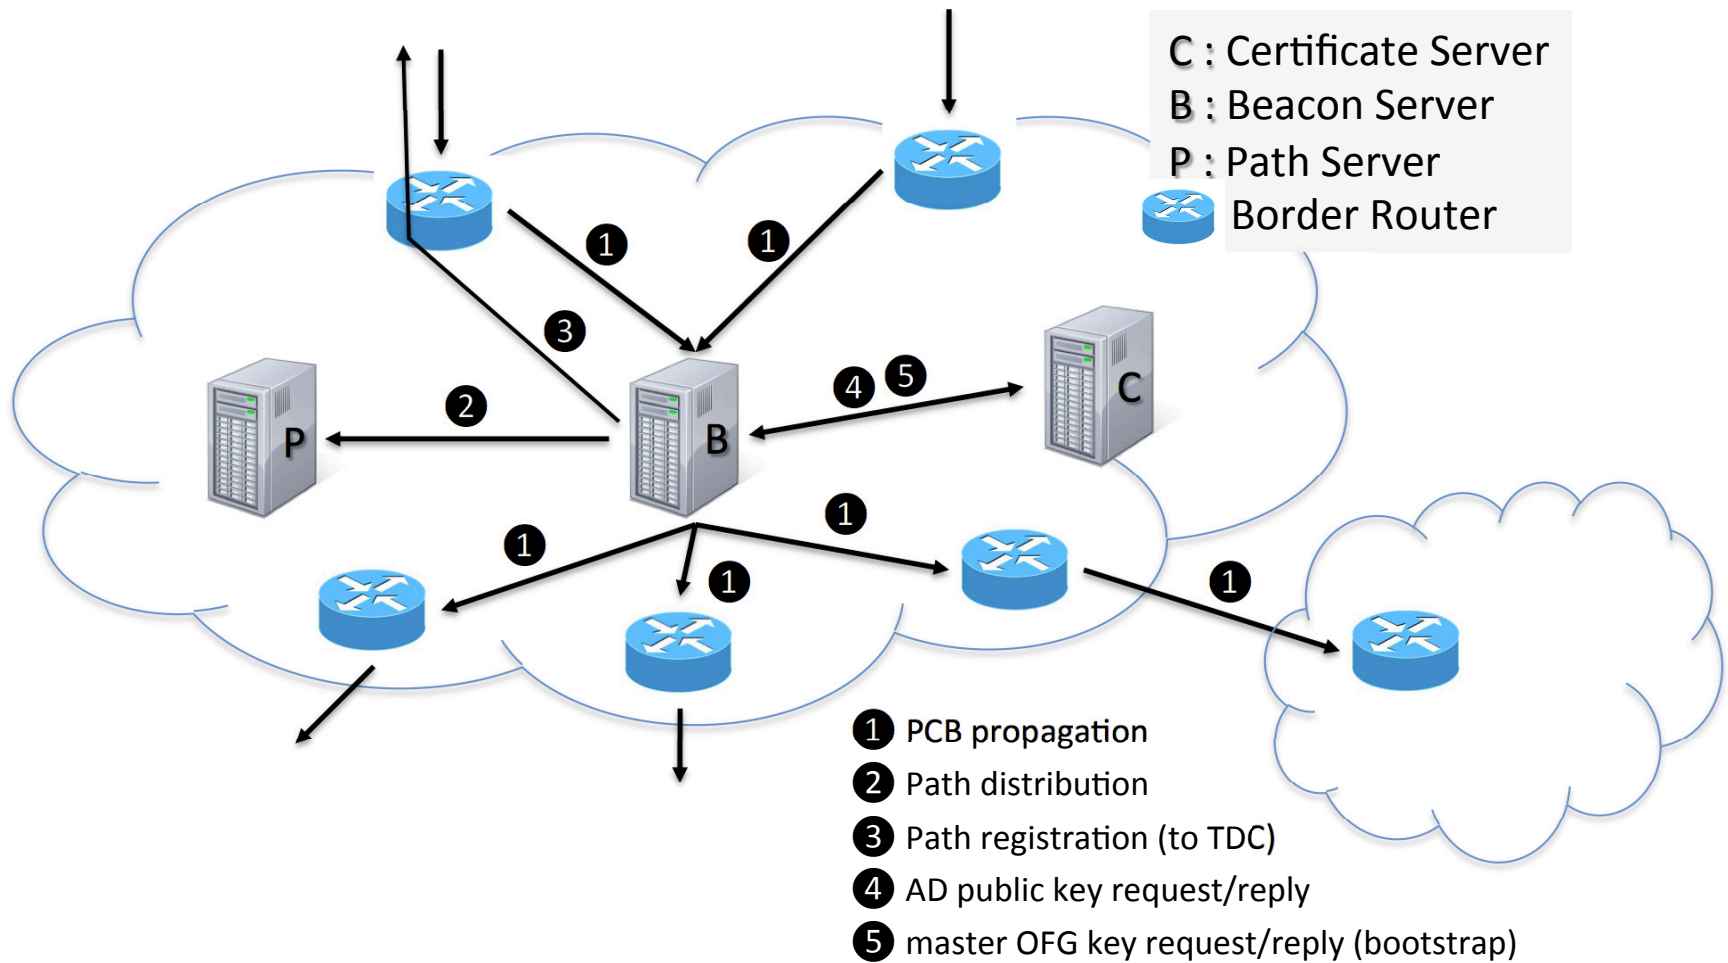 C : Certificate Server
B : Beacon Server
P : Path Server
Border Router
1
1
3
2
4
5
P
B
C
1
1
1
1
1 PCB propagation
2 Path distribution
3 Path registration (to TDC)
4 AD public key request/reply
5 master OFG key request/reply (bootstrap)